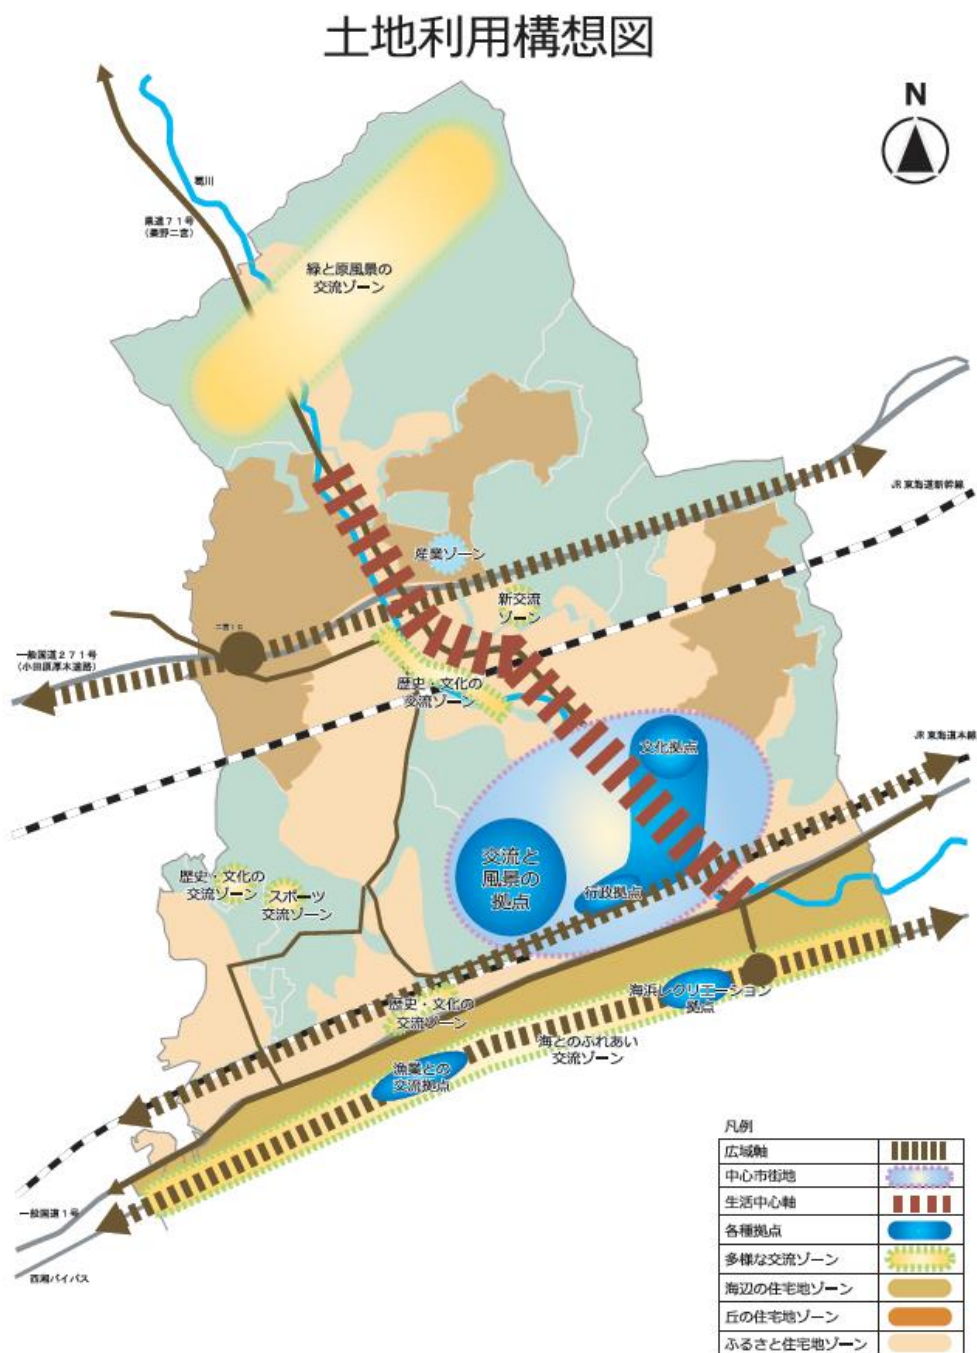 土地利用構想図
N
葛川
県道71号
(秦野二宮)
緑と原風景の
交流ゾーン
JR東海道新幹線
産業ゾーン
新交流
ゾーン
一般国道271号
(小田原厚木道路)
歴史・文化の
交流ゾーン
JR東海道本線
文化拠点
交流と
風景の
拠点
行政拠点
歴史・文化の
交流ゾーン
スポーツ
交流ゾーン
海浜レクリエーション
拠点
歴史・文化の
交流ゾーン
海とのふれあい
交流ゾーン
漁業との
交流拠点
一般国道1号
西湘バイパス
凡例
広域軸
中心市街地
生活中心軸
各種拠点
多様な交流ゾーン
海辺の住宅地ゾーン
丘の住宅地ゾーン
ふるさと住宅地ゾーン